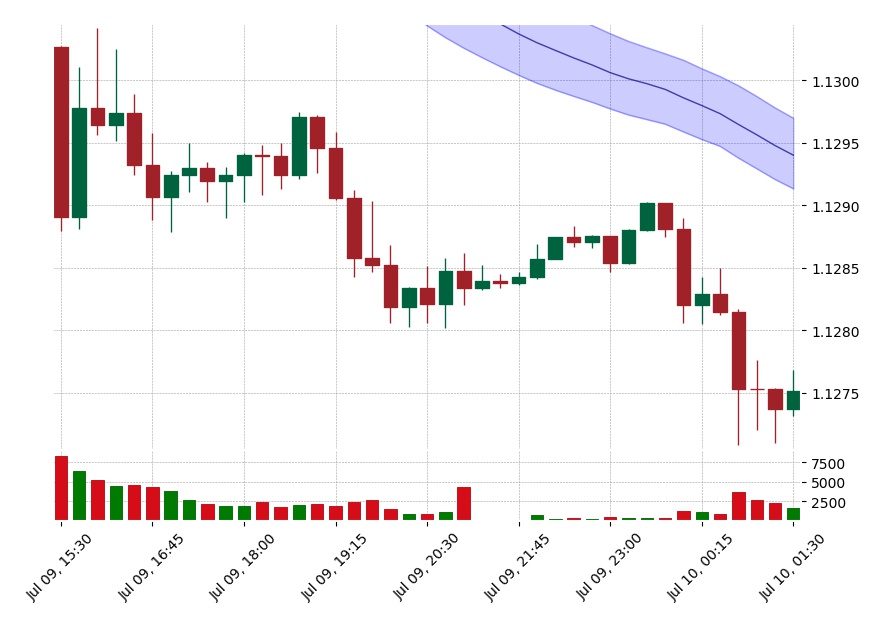 1.1300
1.1295
1.1290
1.1285
1.1280
1.1275
7500
5000
2500
Jul 09, 15:30
Jul 09, 16:45
Jul 09, 18:00
Jul 09, 19:15
Jul 09, 20:30
Jul 09, 21:45
Jul 09, 23:00
Jul 10, 00:15
Jul 10, 01:30